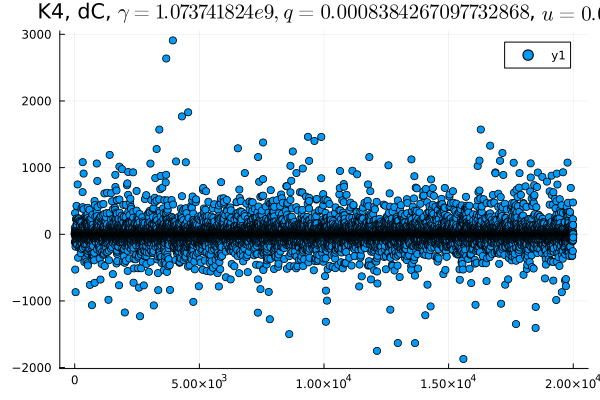 K4, dC, γ = 1.073741824e9, q = 0.0008384267097732868, u = 0.
y1
3000
2000
1000
0
−1000
−2000
0 5.00×10³ 1.00×10⁴ 1.50×10⁴ 2.00×10⁴